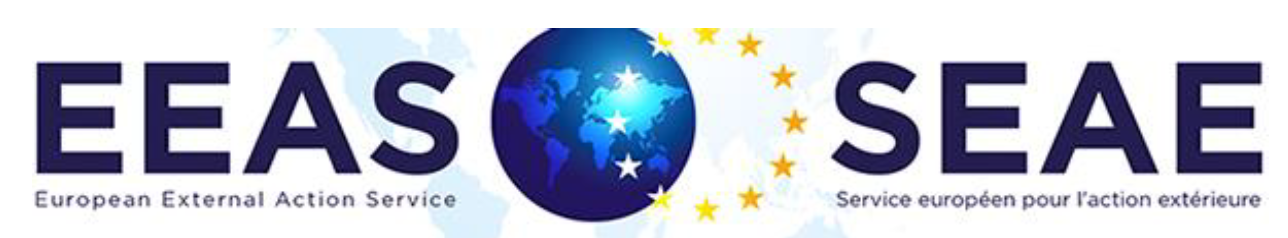 EEAS
European External Action Service
SEAE
Service européen pour l'action extérieure